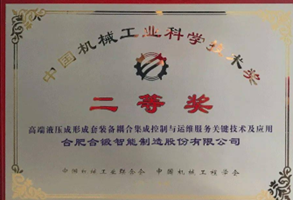 中国机械工业科学技术奖
二等奖
高端液压成形成套装备耦合集成控制与运维服务关键技术及应用
合肥合锻智能制造股份有限公司
中国机械工业联合会 中国机械工程学会